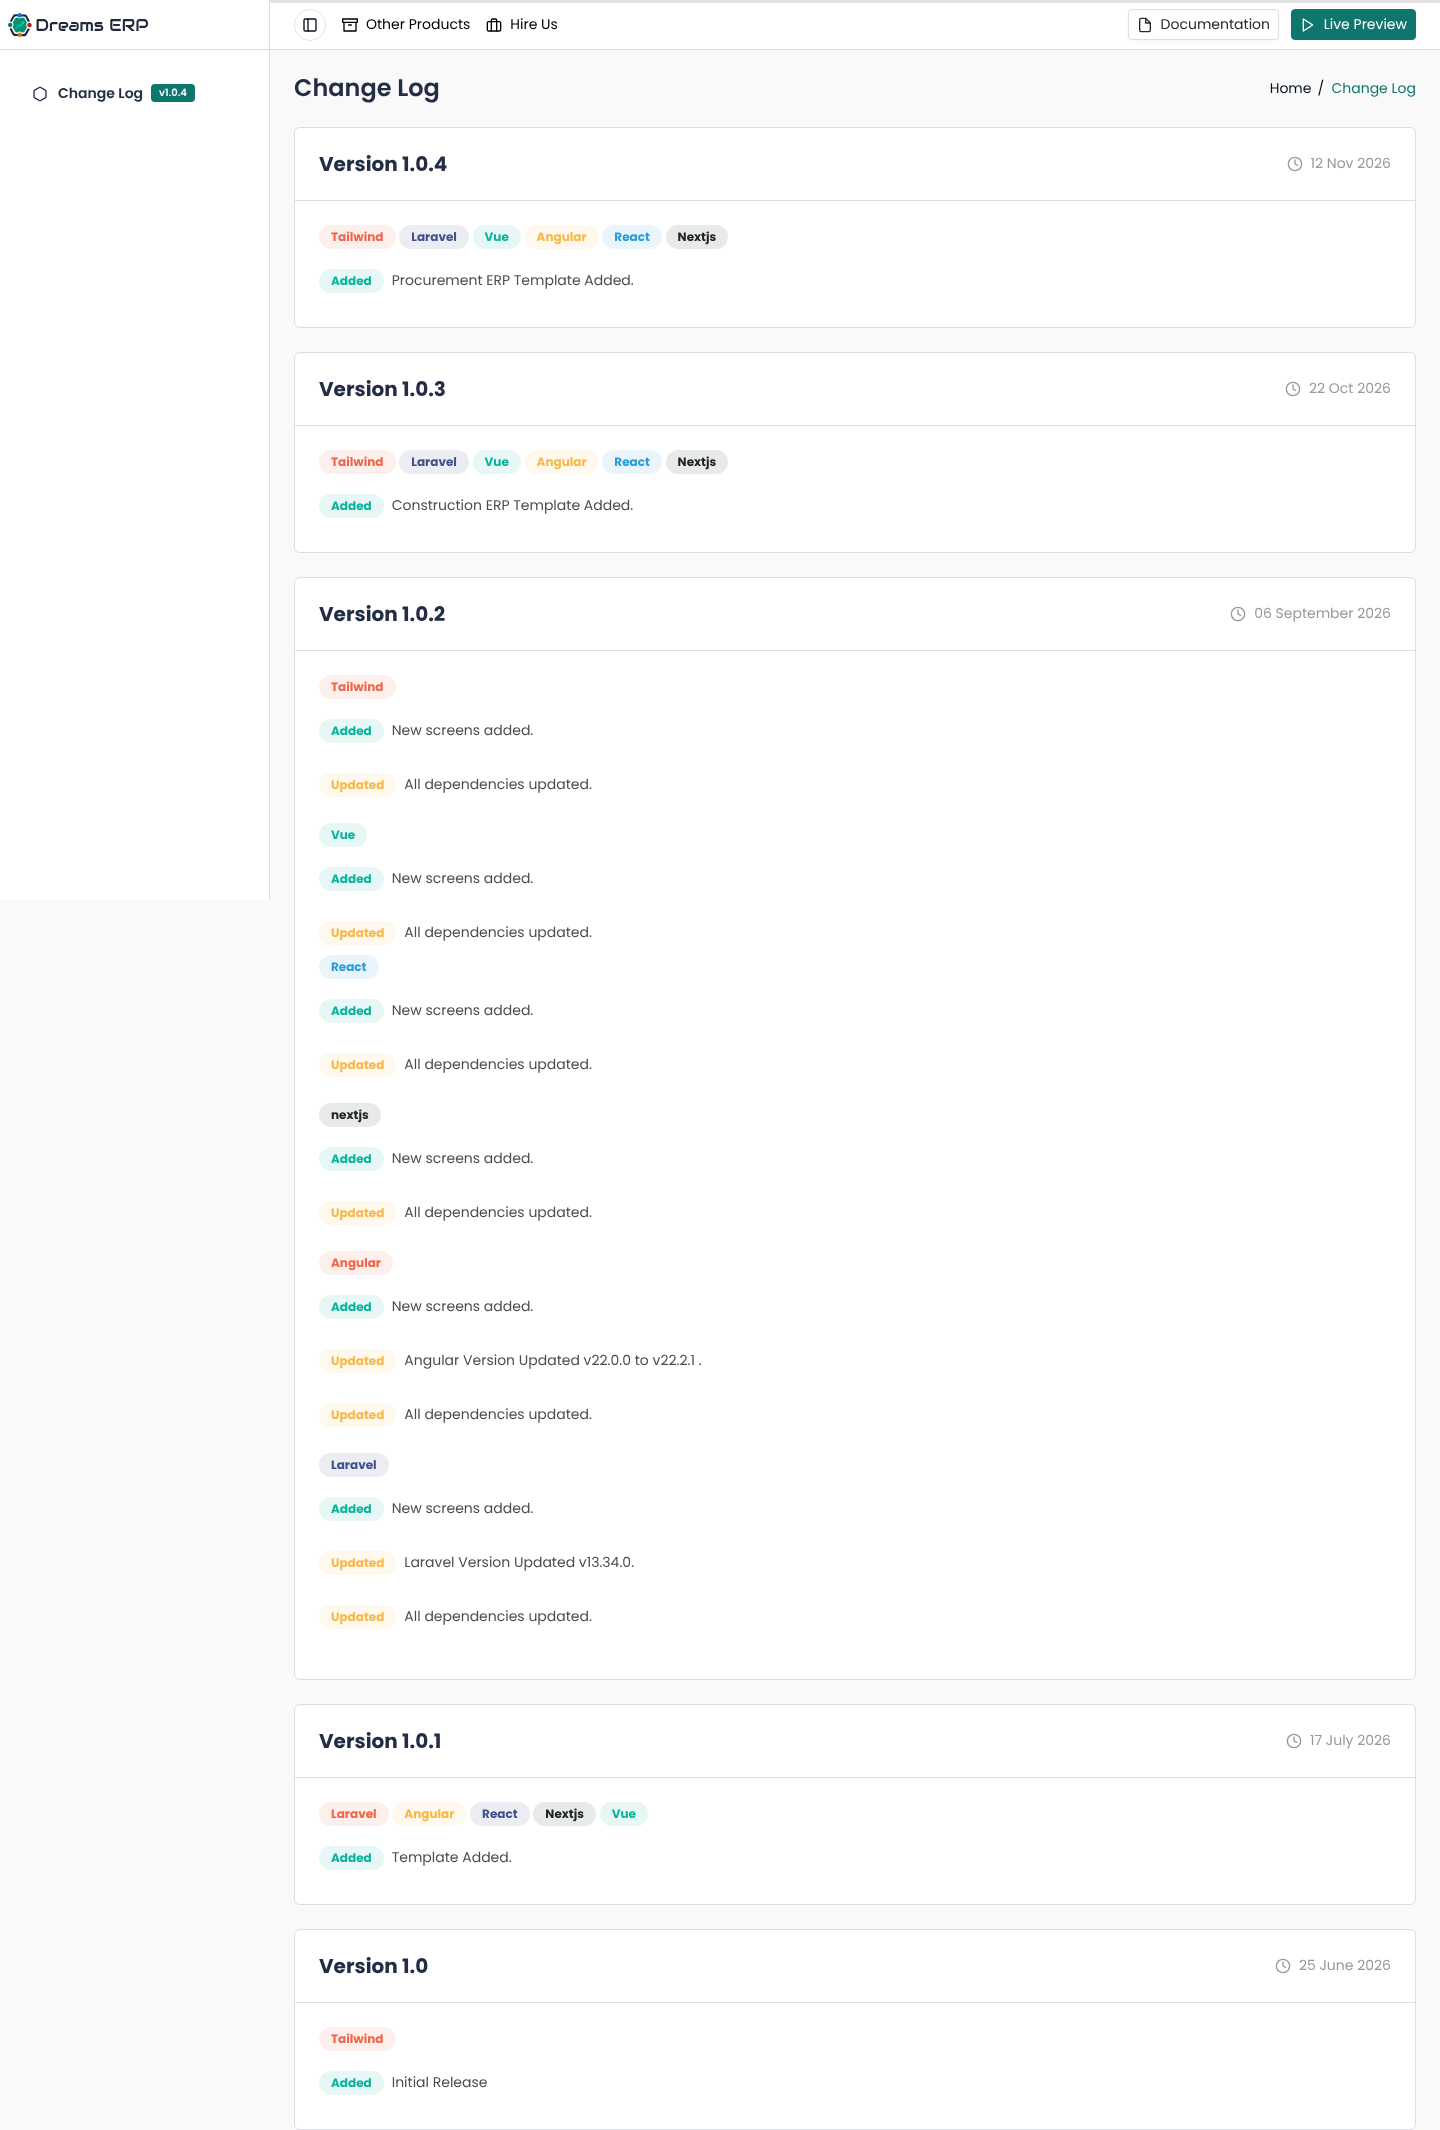 Dreams ERP
Other Products
Hire Us
Documentation
Live Preview
Change Log v1.0.4
Change Log
Home / Change Log
Version 1.0.4
12 Nov 2026
Tailwind Laravel Vue Angular React Nextjs
Added Procurement ERP Template Added.
Version 1.0.3
22 Oct 2026
Tailwind Laravel Vue Angular React Nextjs
Added Construction ERP Template Added.
Version 1.0.2
06 September 2026
Tailwind
Added New screens added.
Updated All dependencies updated.
Vue
Added New screens added.
Updated All dependencies updated.
React
Added New screens added.
Updated All dependencies updated.
nextjs
Added New screens added.
Updated All dependencies updated.
Angular
Added New screens added.
Updated Angular Version Updated v22.0.0 to v22.2.1 .
Updated All dependencies updated.
Laravel
Added New screens added.
Updated Laravel Version Updated v13.34.0.
Updated All dependencies updated.
Version 1.0.1
17 July 2026
Laravel Angular React Nextjs Vue
Added Template Added.
Version 1.0
25 June 2026
Tailwind
Added Initial Release